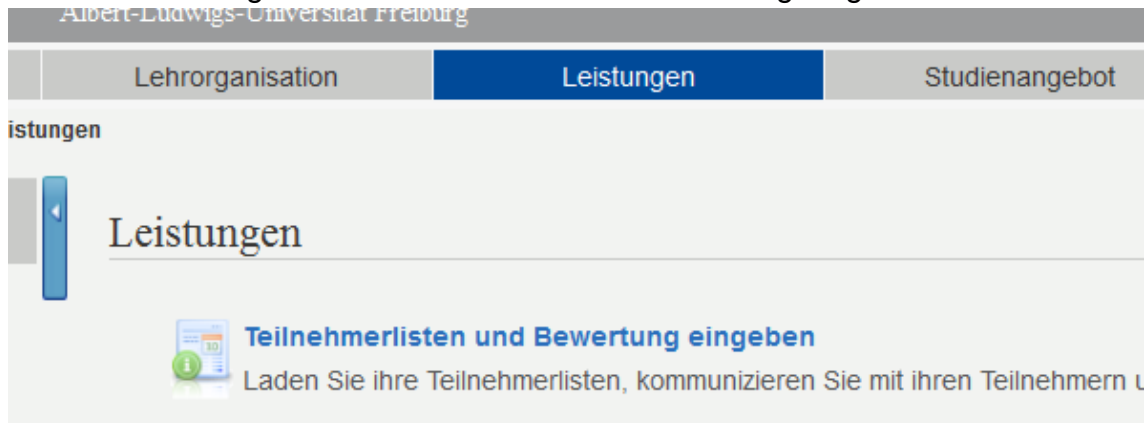 Albert-Ludwigs-Universität Freiburg
Lehrorganisation Leistungen Studienangebot
istungen
Leistungen
30
Teilnehmerlisten und Bewertung eingeben
Laden Sie ihre Teilnehmerlisten, kommunizieren Sie mit ihren Teilnehmern u